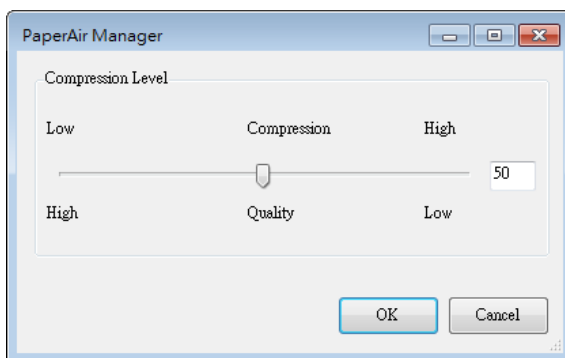 PaperAir Manager
Compression Level
Low Compression High
50
High Quality Low
OK Cancel